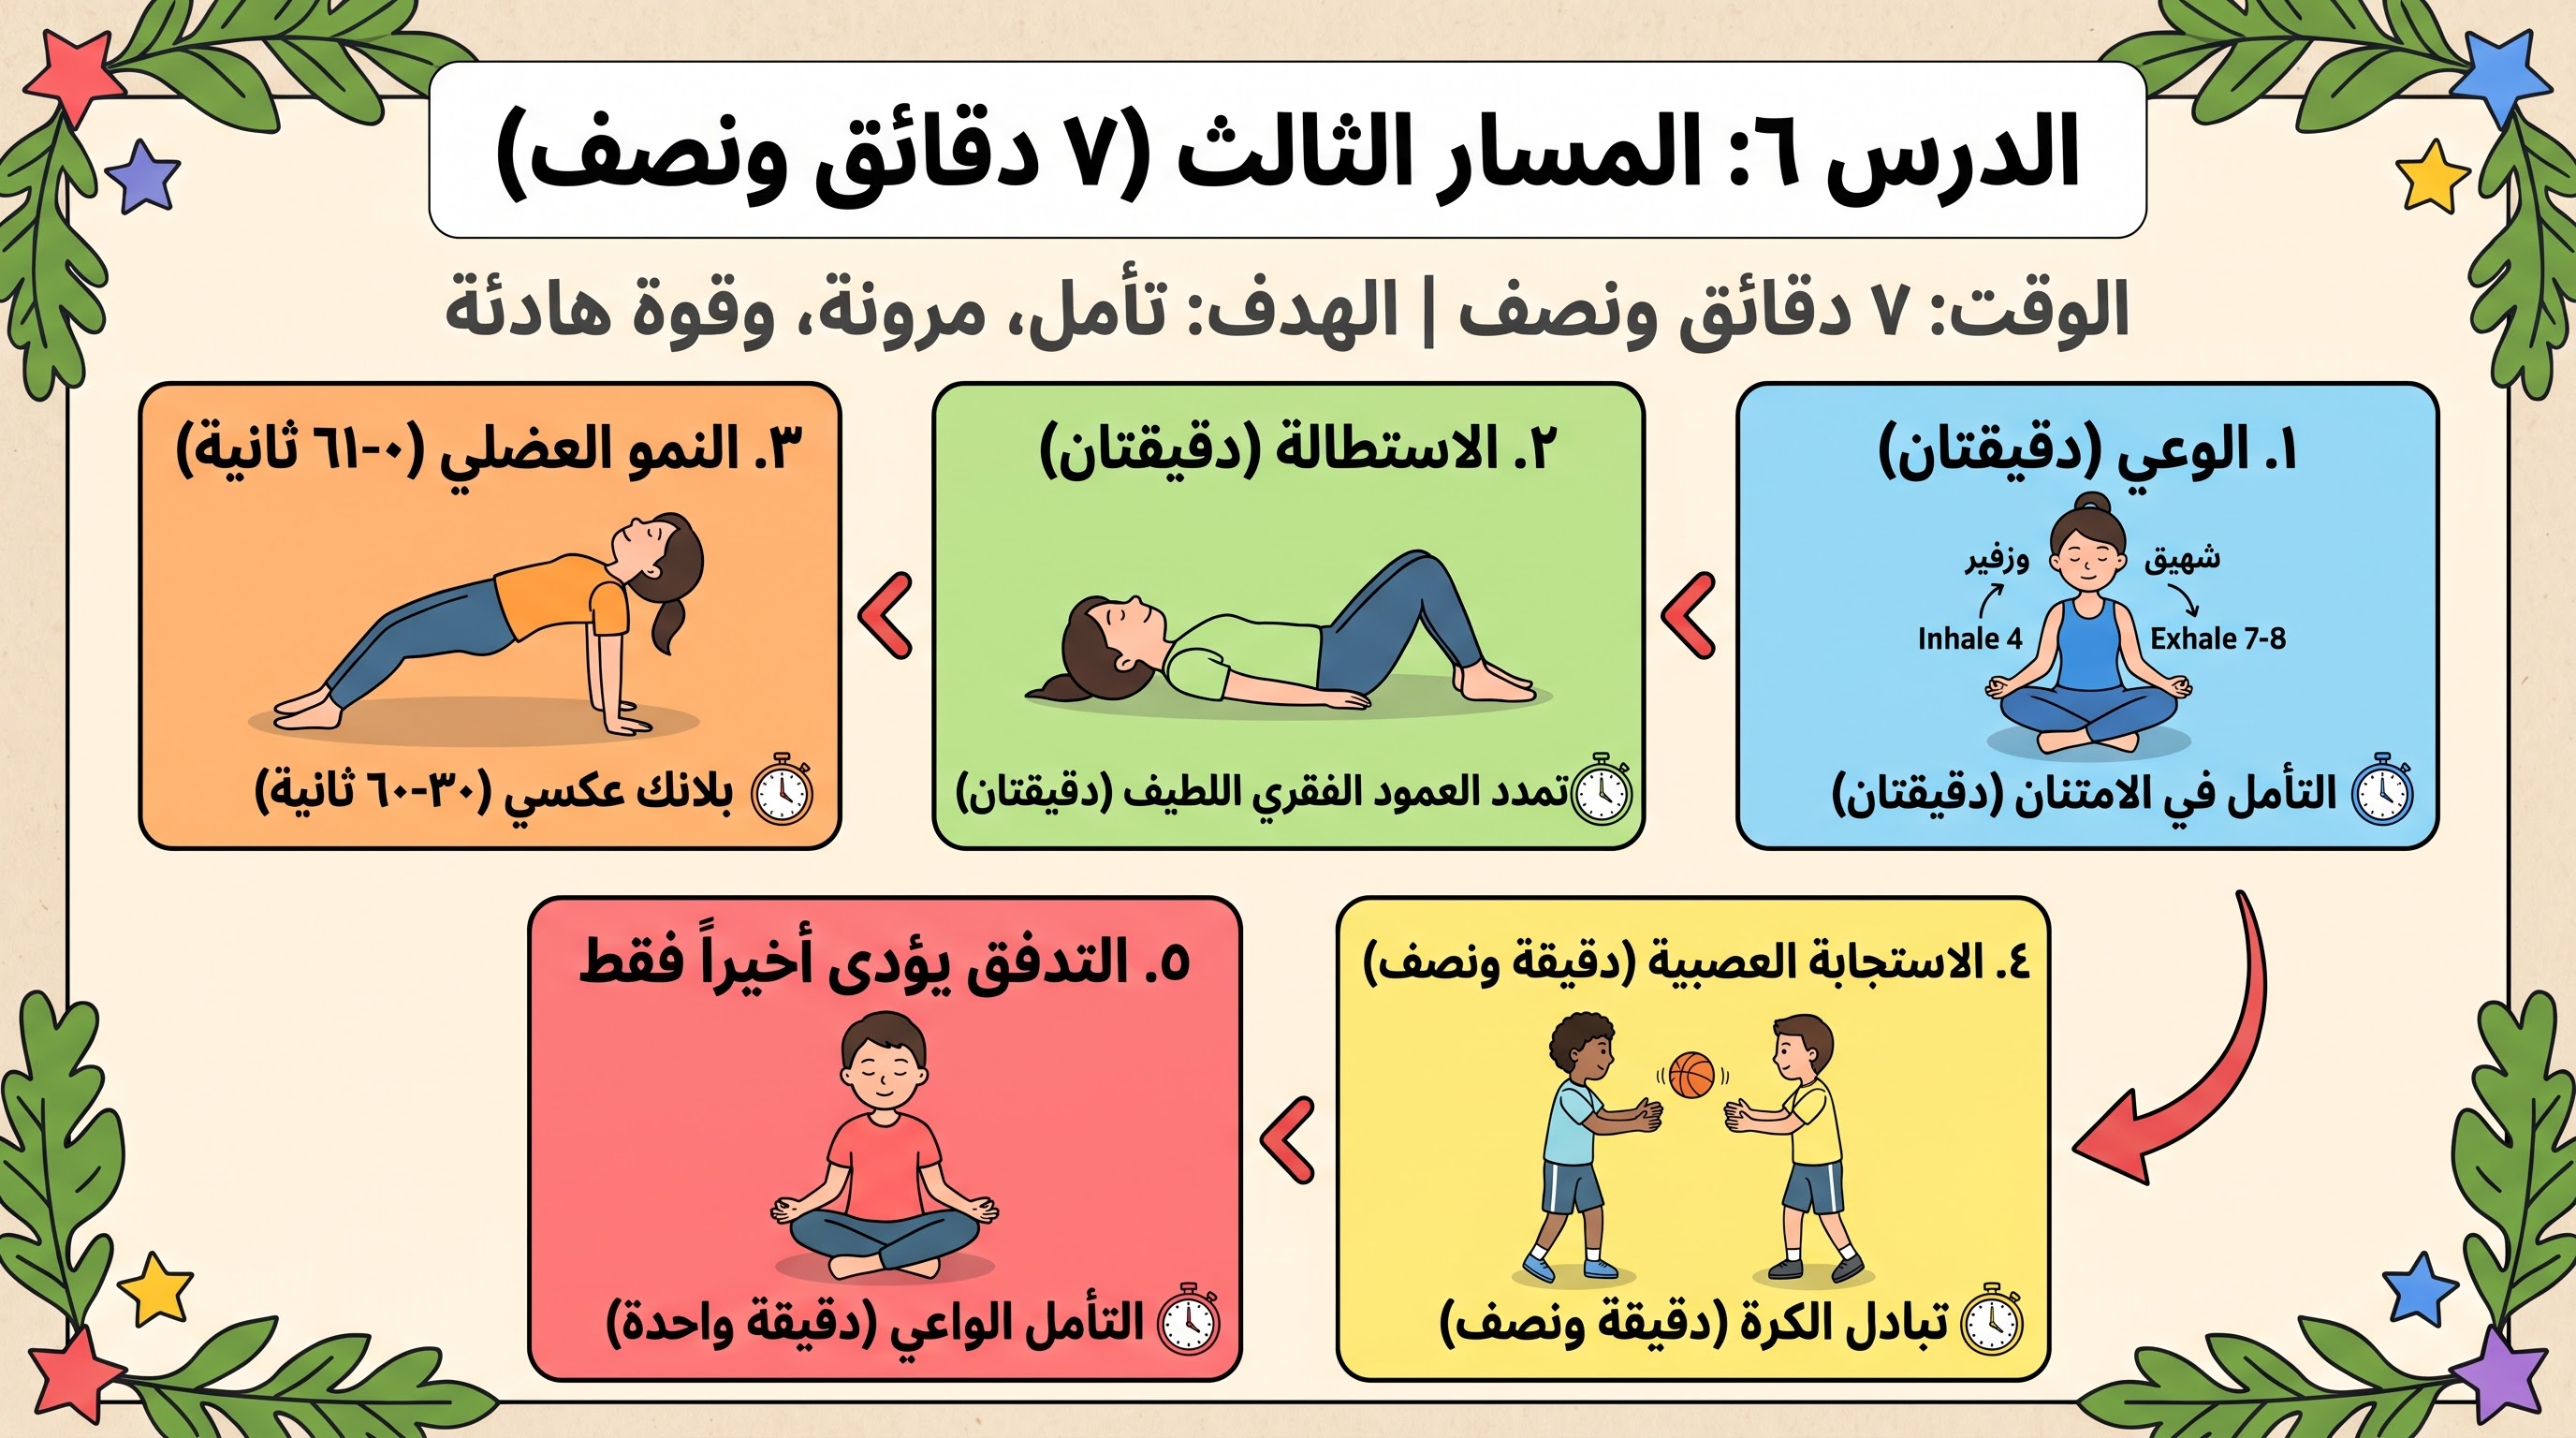 الدرس ٦: المسار الثالث (٧ دقائق ونصف)
الوقت: ٧ دقائق ونصف | الهدف: تأمل، مرونة، وقوة هادئة
١. الوعي (دقيقتان)
شهيق
وزفير
Exhale 7-8
Inhale 4
التأمل في الامتنان (دقيقتان)
٢. الاستطالة (دقيقتان)
تمدد العمود الفقري اللطيف (دقيقتان)
٣. النمو العضلي (٠-٦١ ثانية)
بلانك عكسي (٣٠-٦٠ ثانية)
٤. الاستجابة العصبية (دقيقة ونصف)
تبادل الكرة (دقيقة ونصف)
٥. التدفق يؤدى أخيراً فقط
التأمل الواعي (دقيقة واحدة)